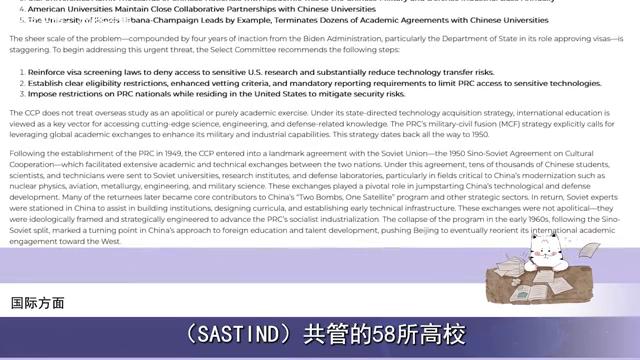 4. American Universities Maintain Close Collaborative Partnerships with Chinese Universities
5. The University of Illinois Urbana-Champaign Leads by Example, Terminates Dozens of Academic Agreements with Chinese Universities
The sheer scale of the problem—compounded by four years of inaction from the Biden Administration, particularly the Department of State in its role approving visas—is
staggering. To begin addressing this urgent threat, the Select Committee recommends the following steps:
1. Reinforce visa screening laws to deny access to sensitive U.S. research and substantially reduce technology transfer risks.
2. Establish clear eligibility restrictions, enhanced vetting criteria, and mandatory reporting requirements to limit PRC access to sensitive technologies.
3. Impose restrictions on PRC nationals while residing in the United States to mitigate security risks.
The CCP does not treat overseas study as an apolitical or purely academic exercise. Under its state-directed technology acquisition strategy, international education is
viewed as a key vector for accessing cutting-edge science, engineering, and defense-related knowledge. The PRC's military-civil fusion (MCF) strategy explicitly calls for
leveraging global academic exchanges to enhance its military and industrial capabilities. This strategy dates back all the way to 1950.
Following the establishment of the PRC in 1949, the CCP entered into a landmark agreement with the Soviet Union—the 1950 Sino-Soviet Agreement on Cultural
Cooperation—which facilitated extensive academic and technical exchanges between the two nations. Under this agreement, tens of thousands of Chinese students,
scientists, and technicians were sent to Soviet universities, research institutes, and defense laboratories, particularly in fields critical to China's modernization such as
nuclear physics, aviation, metallurgy, engineering, and military science. These exchanges played a pivotal role in jumpstarting China's technological and defense
development. Many of the returnees later became core contributors to China's "Two Bombs, One Satellite" program and other strategic sectors. In return, Soviet experts
were stationed in China to assist in building institutions, designing curricula, and establishing early technical infrastructure. These exchanges were not apolitical—they
were ideologically framed and strategically engineered to advance the PRC's socialist industrialization. The collapse of the program in the early 1960s, following the Sino-
Soviet split, marked a turning point in China's approach to foreign education and talent development, pushing Beijing to eventually reorient its international academic
engagement toward the West.
国际方面
（SASTIND）共管的58所高校